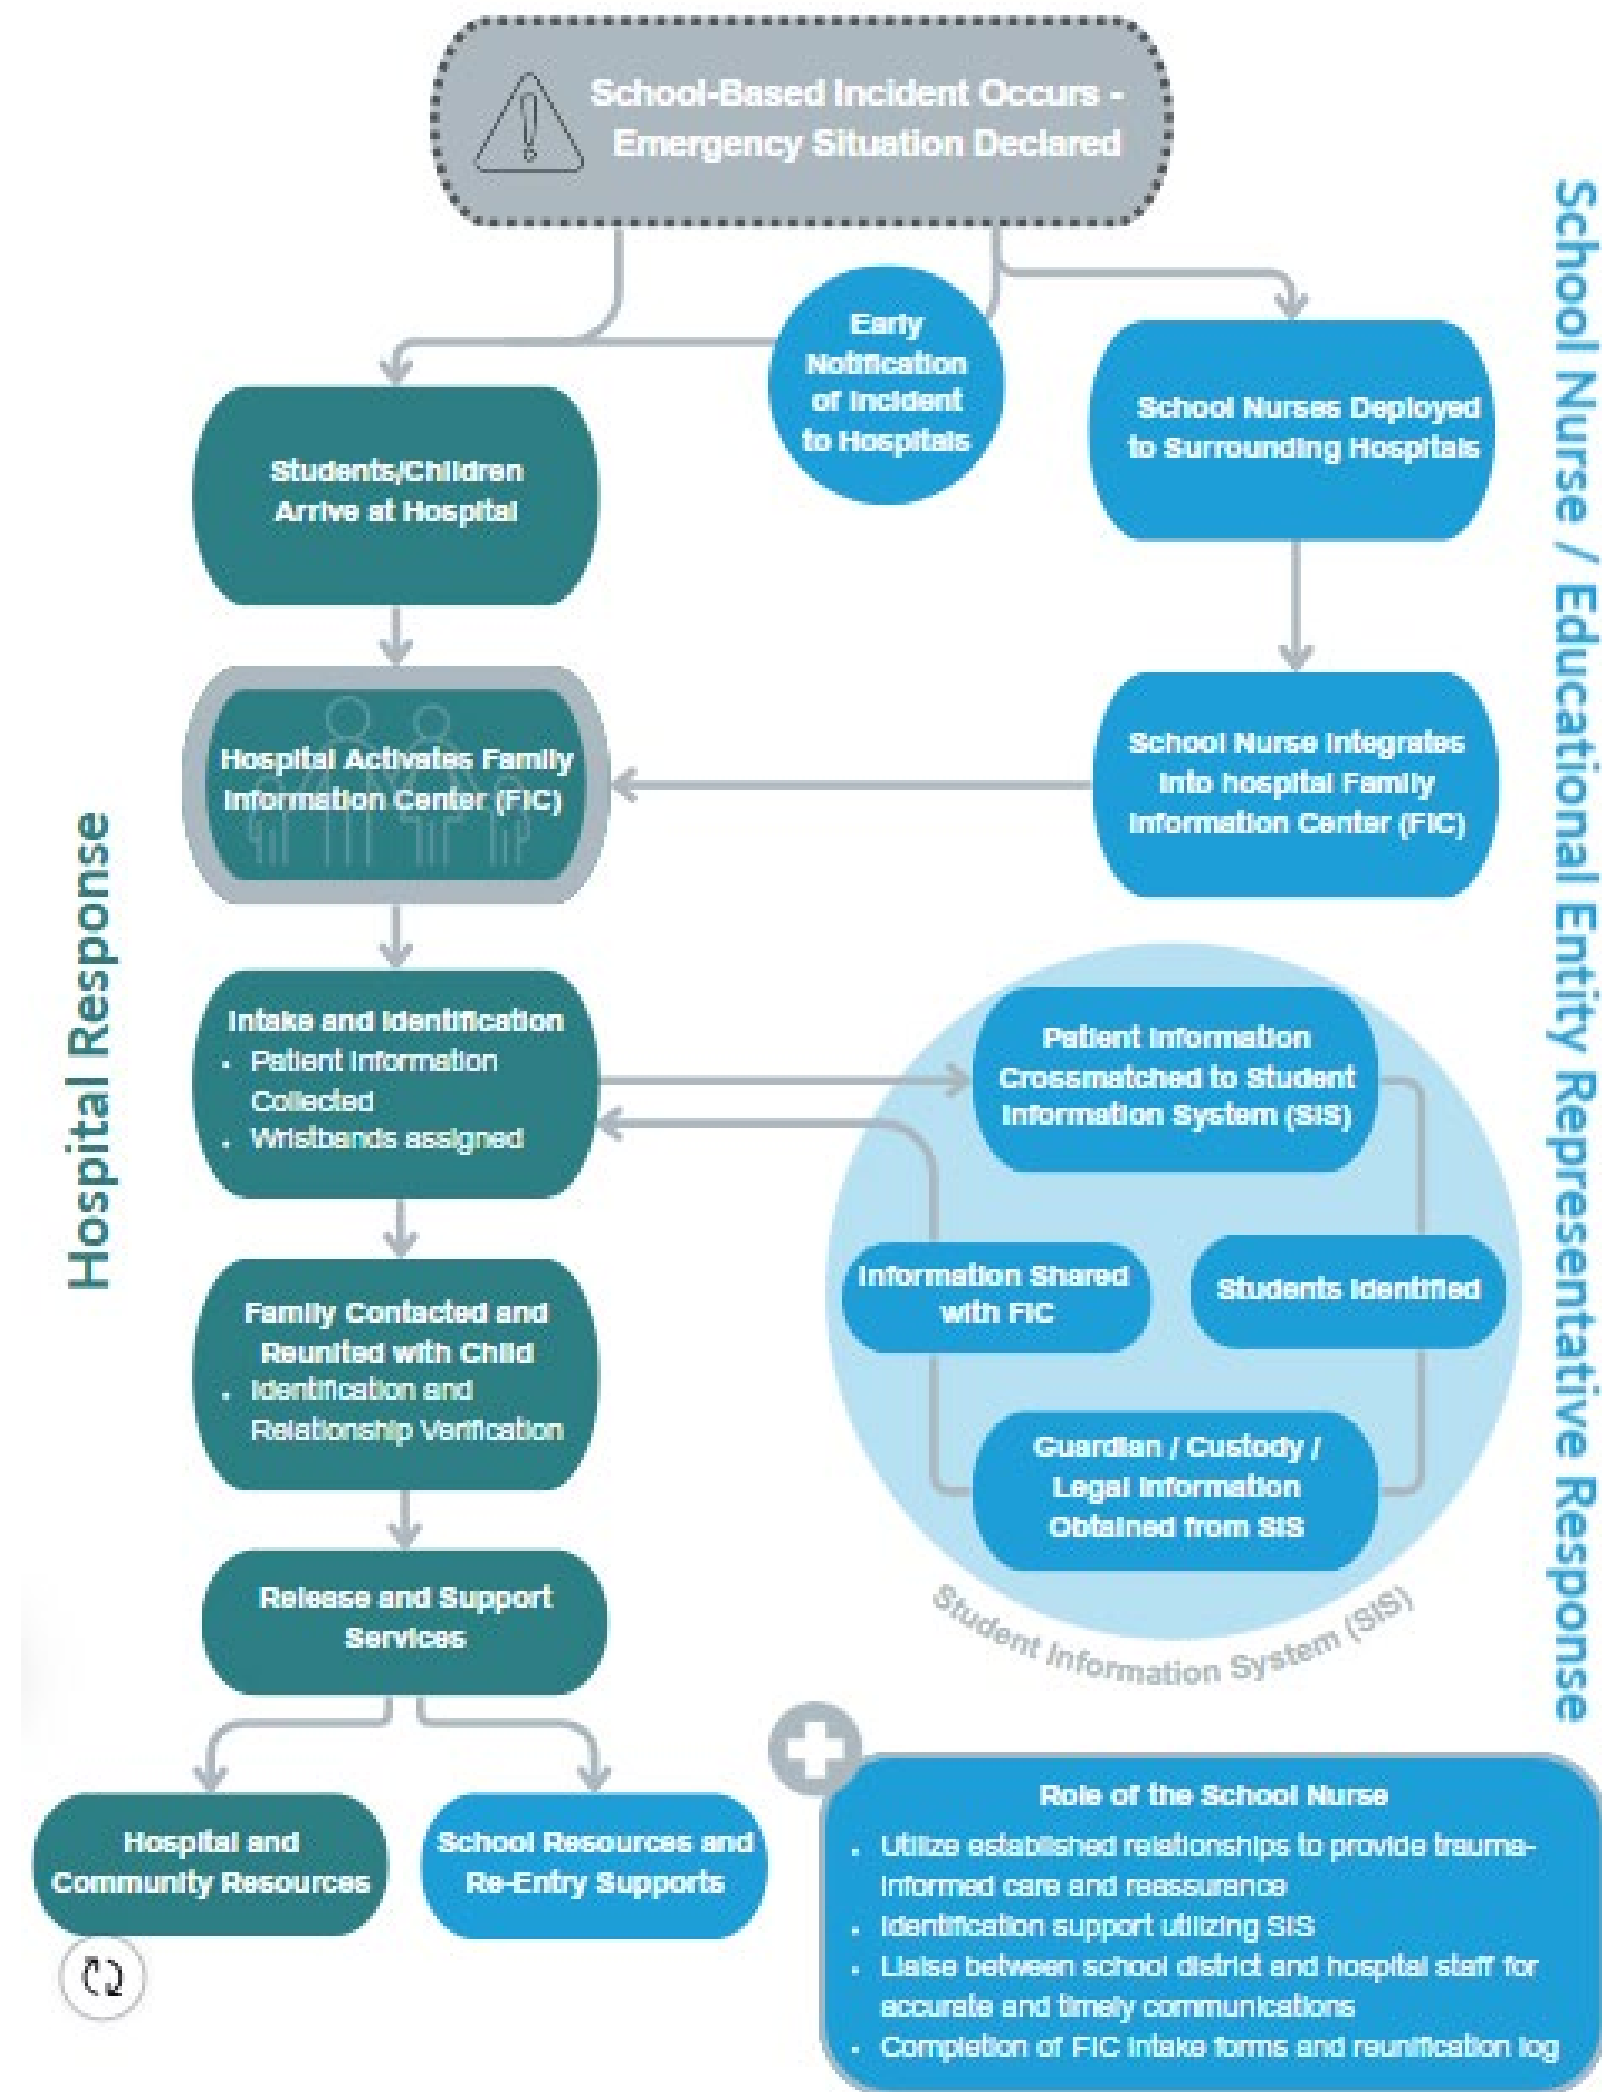 School-Based Incident Occurs -
Emergency Situation Declared
Early
Notification
of Incident
to Hospitals
School Nurses Deployed
to Surrounding Hospitals
Students/Children
Arrive at Hospital
Hospital Activates Family
Information Center (FIC)
School Nurse Integrates
into hospital Family
Information Center (FIC)
Intake and Identification
• Patient Information
Collected
• Wristbands assigned
Patient Information
Crossmatched to Student
Information System (SIS)
Information Shared
with FIC
Students Identified
Family Contacted and
Reunited with Child
• Identification and
Relationship Verification
Guardian / Custody /
Legal Information
Obtained from SIS
Student Information System (SIS)
Release and Support
Services
Hospital and
Community Resources
School Resources and
Re-Entry Supports
Role of the School Nurse
• Utilize established relationships to provide trauma-
informed care and reassurance
• Identification support utilizing SIS
• Liaise between school district and hospital staff for
accurate and timely communications
• Completion of FIC intake forms and reunification log
Hospital Response
School Nurse / Educational Entity Representative Response